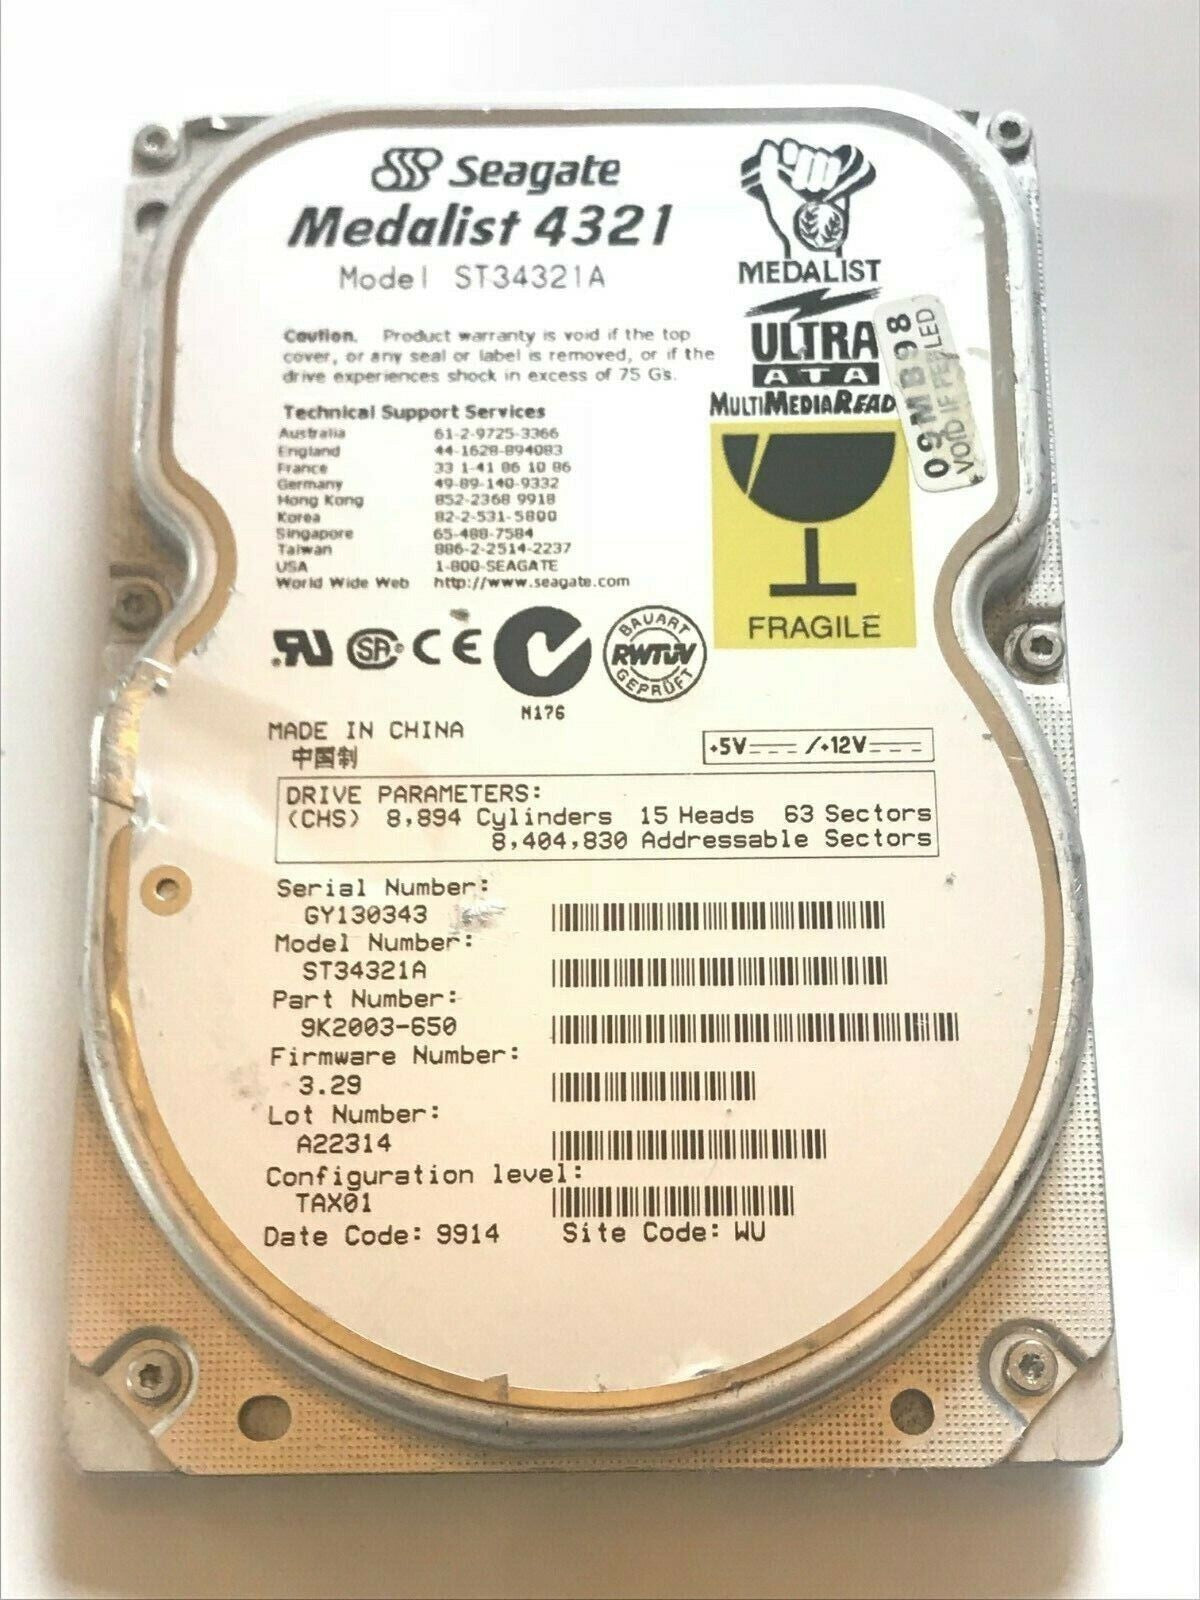 Seagate
Medalist 4321
Model ST34321A
MEDALIST
ULTRA
ATA
MULTIMEDIAREAD
09MB98
VOID IF PEELED
Caution. Product warranty is void if the top
cover, or any seal or label is removed, or if the
drive experiences shock in excess of 75 Gs.
Technical Support Services
Australia 61-2-9725-3366
England 44-1628-894083
France 33 1-41 86 10 86
Germany 49-89-140-9332
Hong Kong 852-2368 9918
Korea 82-2-531-5800
Singapore 65-488-7584
Taiwan 886-2-2514-2237
USA 1-800-SEAGATE
World Wide Web http://www.seagate.com
FRAGILE
SA
CE
N176
BAUART
RWTÜV
GEPRÜFT
MADE IN CHINA
中国制
+5V /+12V
DRIVE PARAMETERS:
(CHS) 8,894 Cylinders 15 Heads 63 Sectors
8,404,830 Addressable Sectors
Serial Number:
GY130343
Model Number:
ST34321A
Part Number:
9K2003-650
Firmware Number:
3.29
Lot Number:
A22314
Configuration level:
TAX01
Date Code: 9914 Site Code: WU